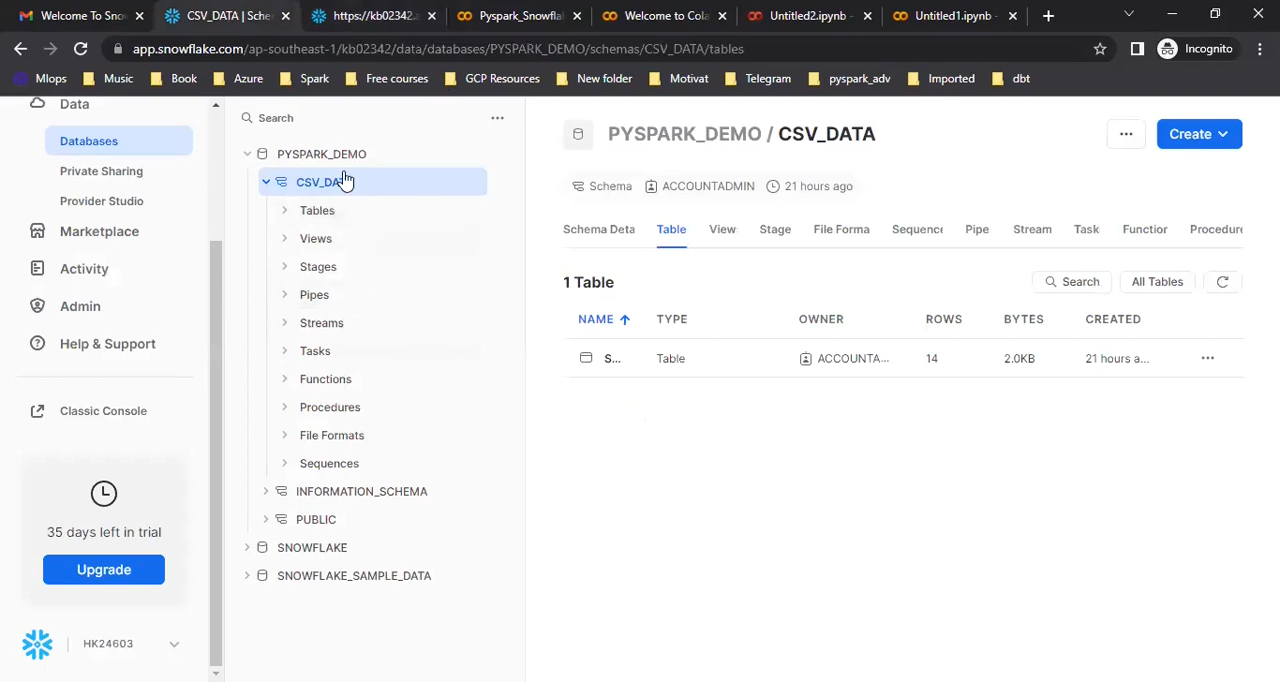 Welcome To Snow
CSV_DATA | Sche
https://kb02342.a
Pyspark_Snowfla
Welcome to Cola
Untitled2.ipynb -
Untitled1.ipynb -
app.snowflake.com/ap-southeast-1/kb02342/data/databases/PYSPARK_DEMO/schemas/CSV_DATA/tables
Incognito
Mlops
Music
Book
Azure
Spark
Free courses
GCP Resources
New folder
Motivat
Telegram
pyspark_adv
Imported
dbt
Data
Databases
Private Sharing
Provider Studio
Marketplace
Activity
Admin
Help & Support
Classic Console
35 days left in trial
Upgrade
HK24603
Search
PYSPARK_DEMO
CSV_DA
Tables
Views
Stages
Pipes
Streams
Tasks
Functions
Procedures
File Formats
Sequences
INFORMATION_SCHEMA
PUBLIC
SNOWFLAKE
SNOWFLAKE_SAMPLE_DATA
PYSPARK_DEMO / CSV_DATA
Create
Schema ACCOUNTADMIN 21 hours ago
Schema Deta Table View Stage File Forma Sequence Pipe Stream Task Function Procedure
1 Table
Search
All Tables
NAME TYPE OWNER ROWS BYTES CREATED
S... Table ACCOUNTA... 14 2.0KB 21 hours a...